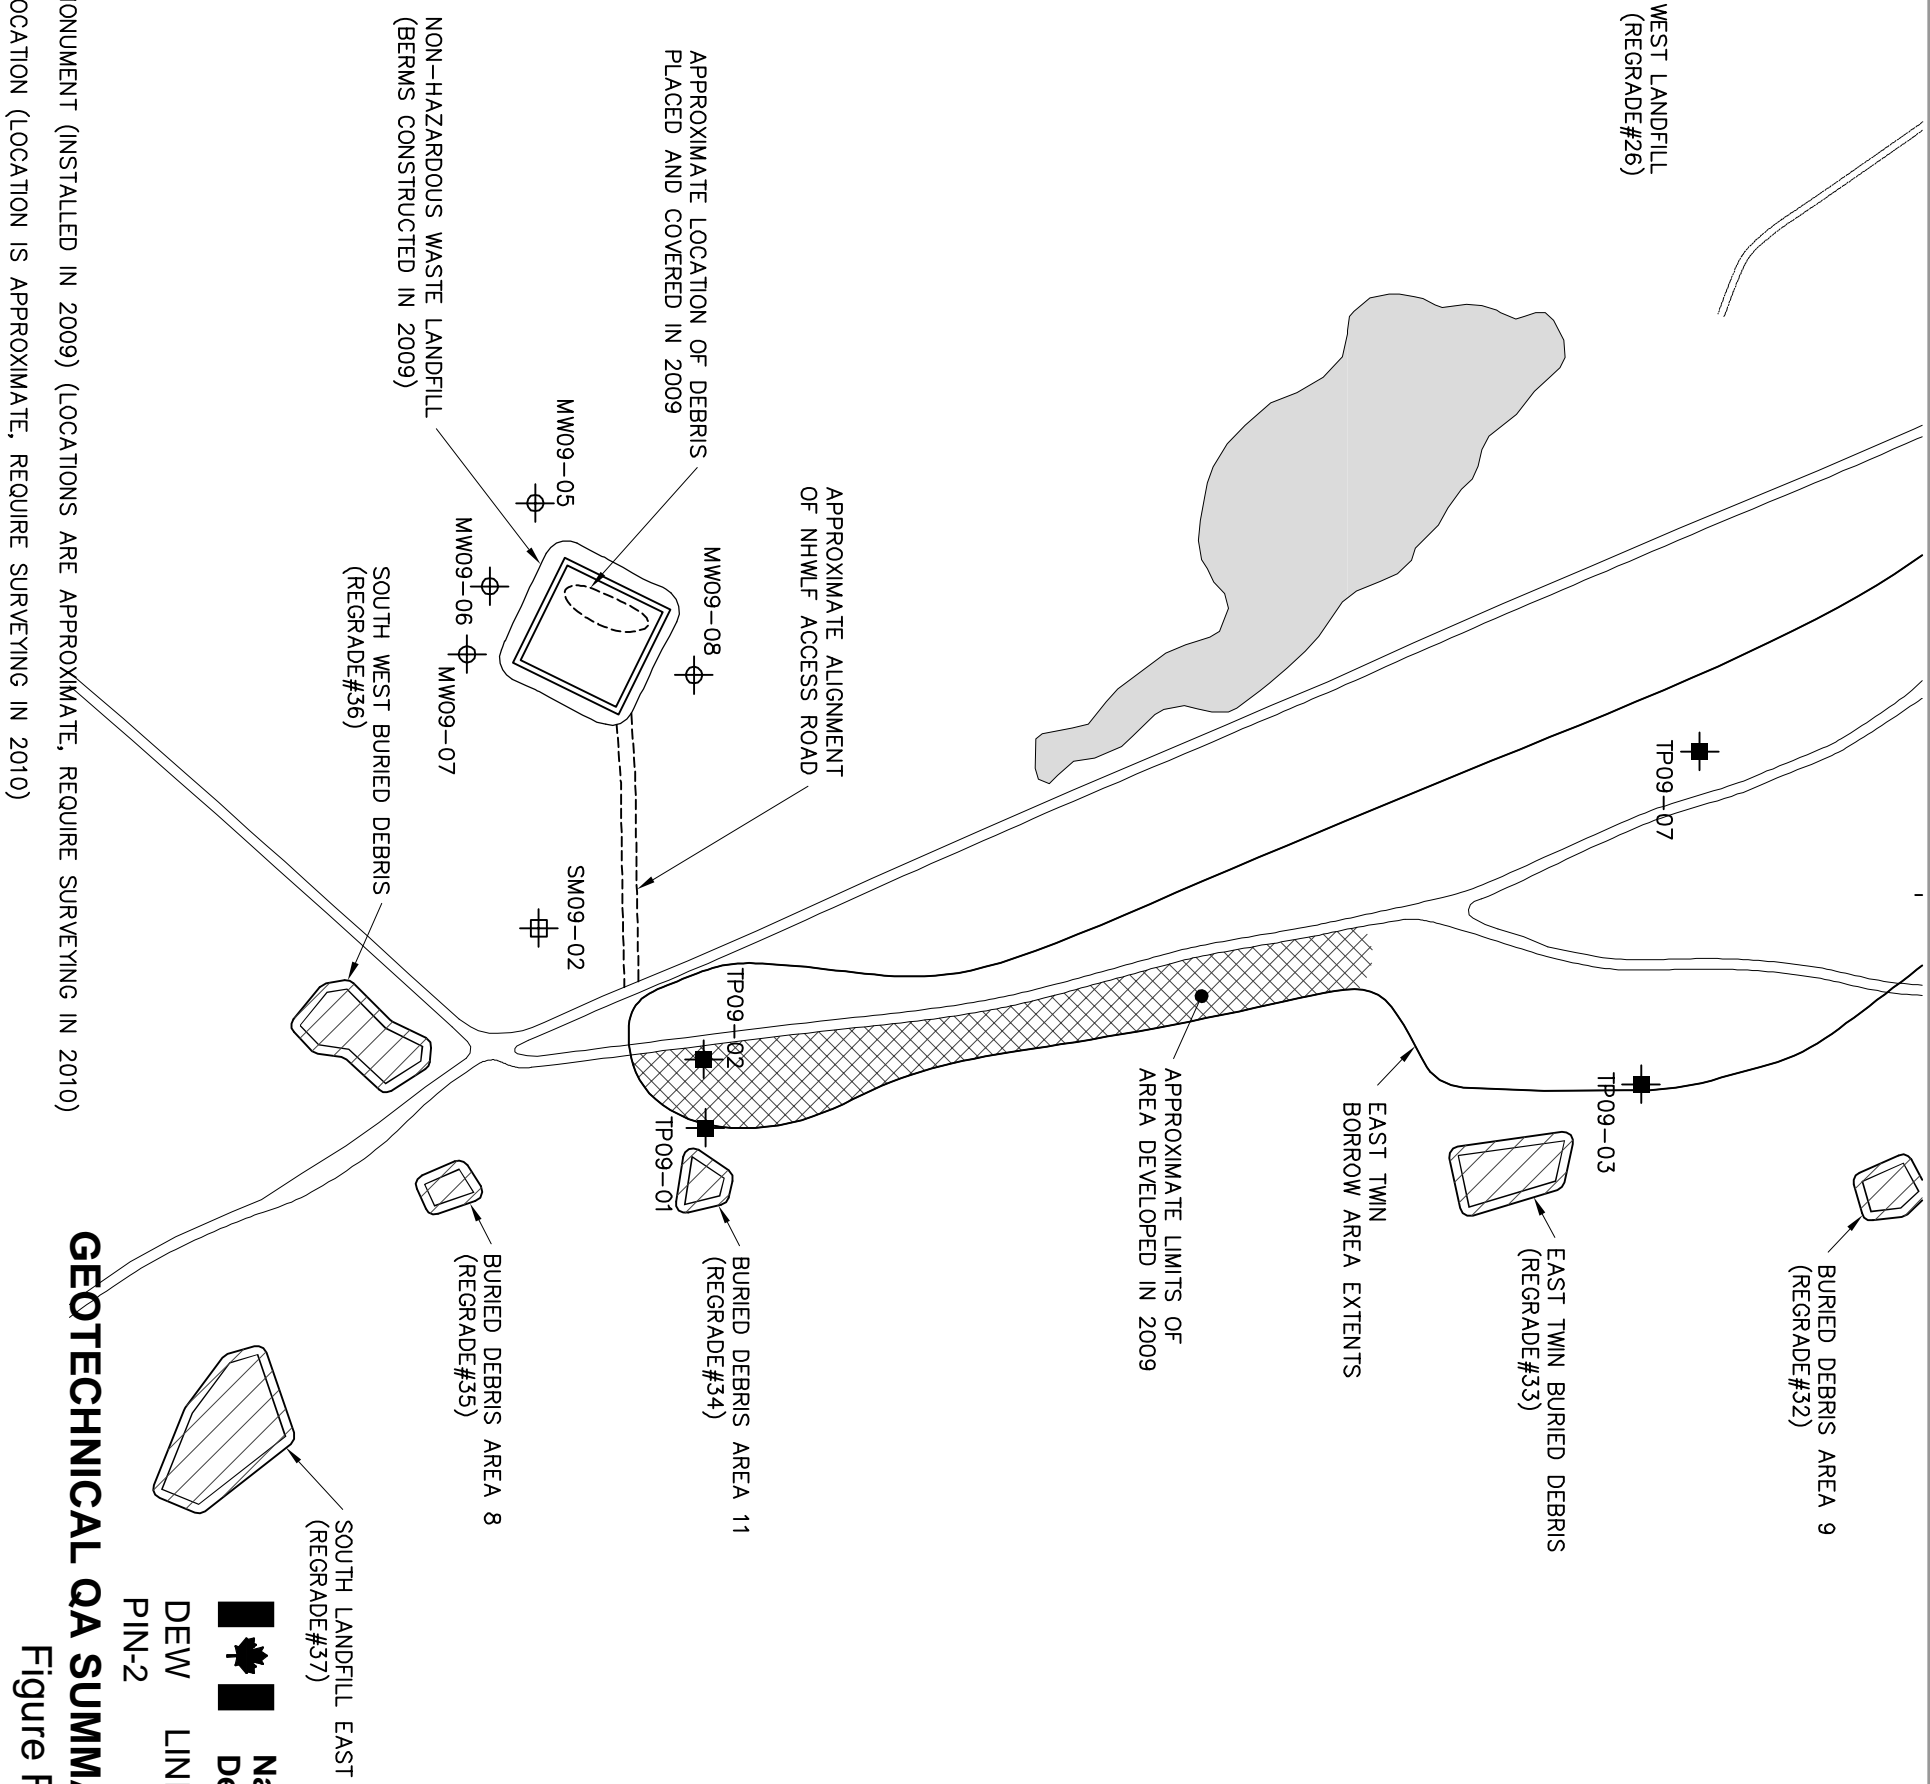 WEST LANDFILL
(REGRADE#26)
TP09-07
TP09-03
BURIED DEBRIS AREA 9
(REGRADE#32)
EAST TWIN BURIED DEBRIS
(REGRADE#33)
EAST TWIN
BORROW AREA EXTENTS
APPROXIMATE LIMITS OF
AREA DEVELOPED IN 2009
APPROXIMATE ALIGNMENT
OF NHWLF ACCESS ROAD
APPROXIMATE LOCATION OF DEBRIS
PLACED AND COVERED IN 2009
MW09-08
TP09-02
TP09-01
BURIED DEBRIS AREA 11
(REGRADE#34)
MW09-05
SM09-02
MW09-06
MW09-07
NON-HAZARDOUS WASTE LANDFILL
(BERMS CONSTRUCTED IN 2009)
BURIED DEBRIS AREA 8
(REGRADE#35)
SOUTH WEST BURIED DEBRIS
(REGRADE#36)
SOUTH LANDFILL EAST
(REGRADE#37)
Na
De
DEW LIN
PIN-2
GEOTECHNICAL QA SUMMA
Figure
ONUMENT (INSTALLED IN 2009) (LOCATIONS ARE APPROXIMATE, REQUIRE SURVEYING IN 2010)
OCATION (LOCATION IS APPROXIMATE, REQUIRE SURVEYING IN 2010)